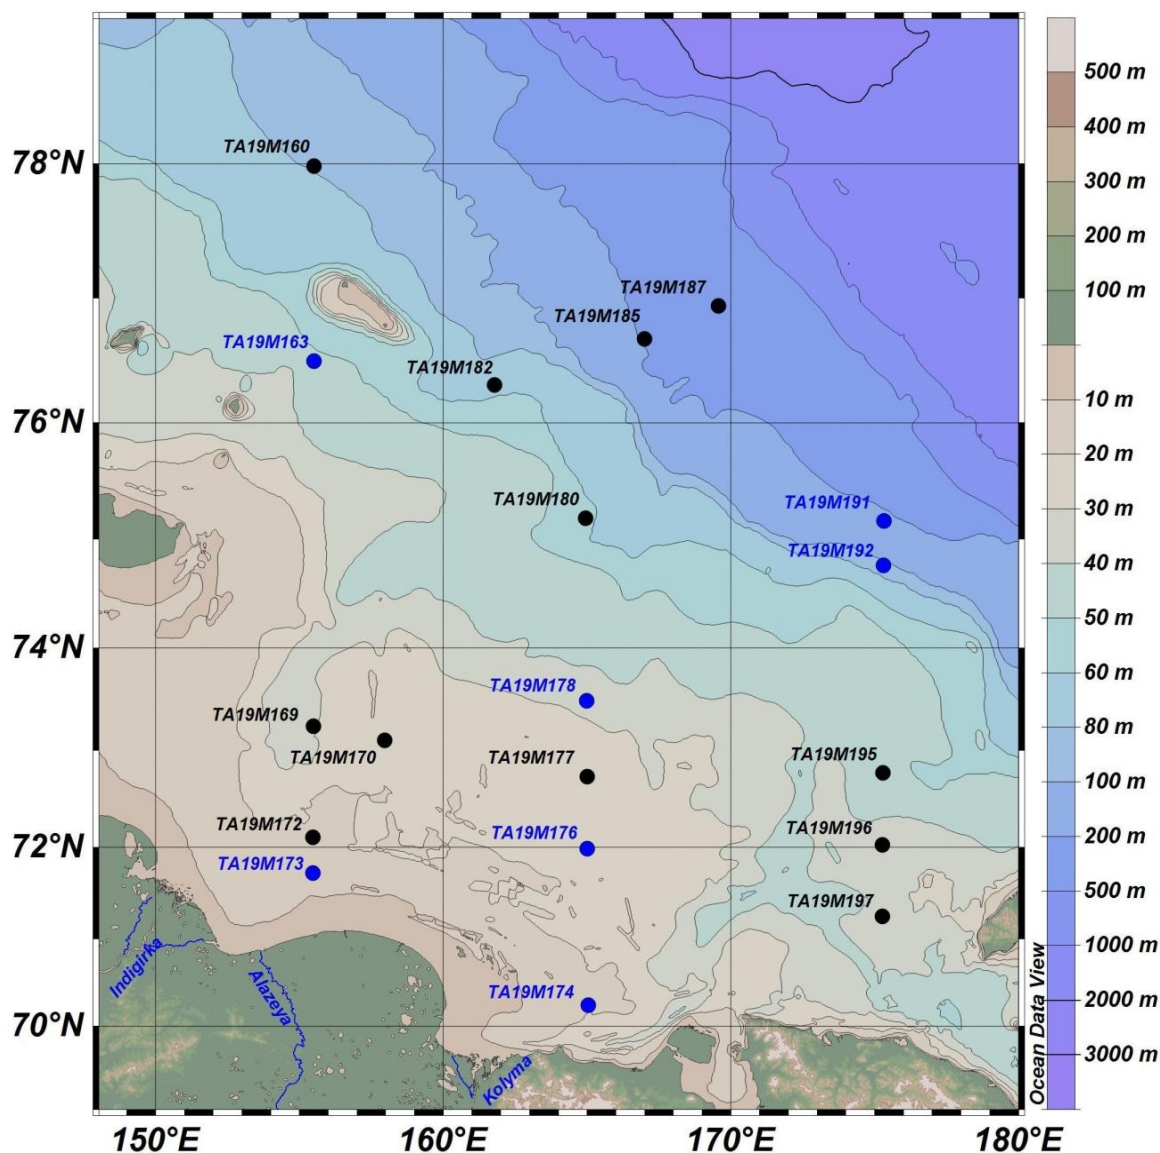 500 m
400 m
300 m
200 m
100 m
10 m
20 m
30 m
40 m
50 m
60 m
80 m
100 m
200 m
500 m
1000 m
2000 m
3000 m
78°N
76°N
74°N
72°N
70°N
TA19M160
TA19M187
TA19M185
TA19M163
TA19M182
TA19M180
TA19M191
TA19M192
TA19M178
TA19M169
TA19M170
TA19M177
TA19M195
TA19M172
TA19M176
TA19M196
TA19M173
TA19M197
TA19M174
Indigirka
Alazeya
Kolyma
Ocean Data View
150°E
160°E
170°E
180°E